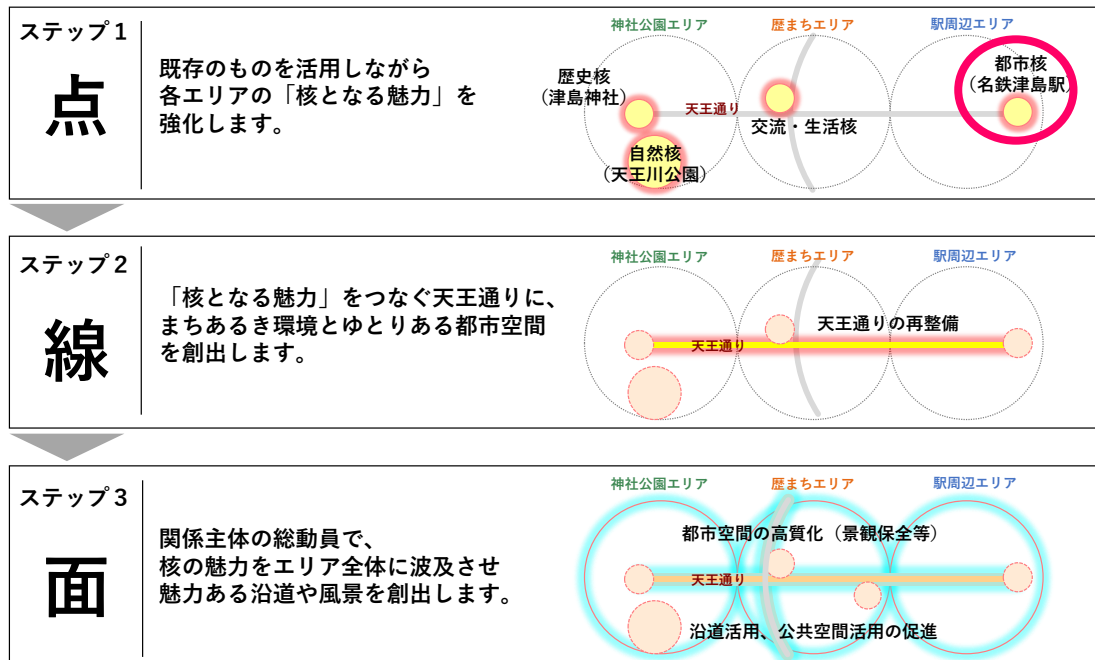 ステップ1
点
既存のものを活用しながら
各エリアの「核となる魅力」を
強化します。
神社公園エリア
歴まちエリア
駅周辺エリア
歴史核
（津島神社）
天王通り
交流・生活核
都市核
（名鉄津島駅）
自然核
（天王川公園）
ステップ2
線
「核となる魅力」をつなぐ天王通りに、
まちあるき環境とゆとりある都市空間
を創出します。
神社公園エリア
歴まちエリア
駅周辺エリア
天王通りの再整備
天王通り
ステップ3
面
関係主体の総動員で、
核の魅力をエリア全体に波及させ
魅力ある沿道や風景を創出します。
神社公園エリア
歴まちエリア
駅周辺エリア
都市空間の高質化（景観保全等）
天王通り
沿道活用、公共空間活用の促進